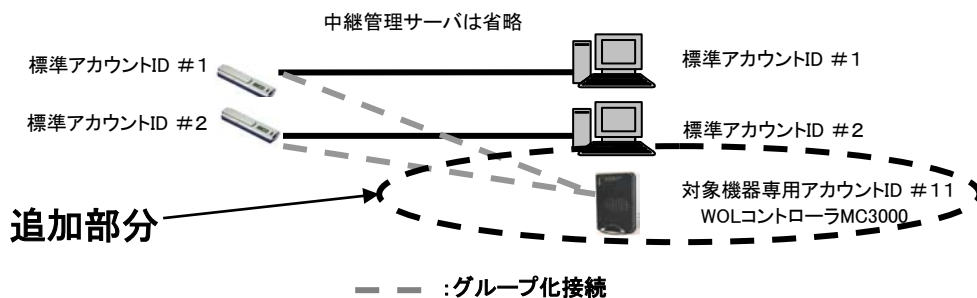 中継管理サーバは省略
標準アカウントID #1
標準アカウントID #1
標準アカウントID #2
標準アカウントID #2
対象機器専用アカウントID #11
WOLコントローラMC3000
追加部分
:グループ化接続